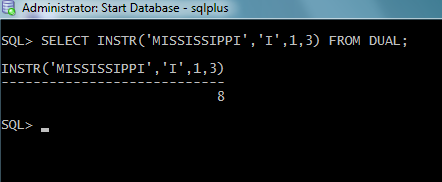 Administrator: Start Database - sqlplus
SQL> SELECT INSTR('MISSISSIPPI','I',1,3) FROM DUAL;
INSTR('MISSISSIPPI','I',1,3)
----------------------------
8
SQL> _